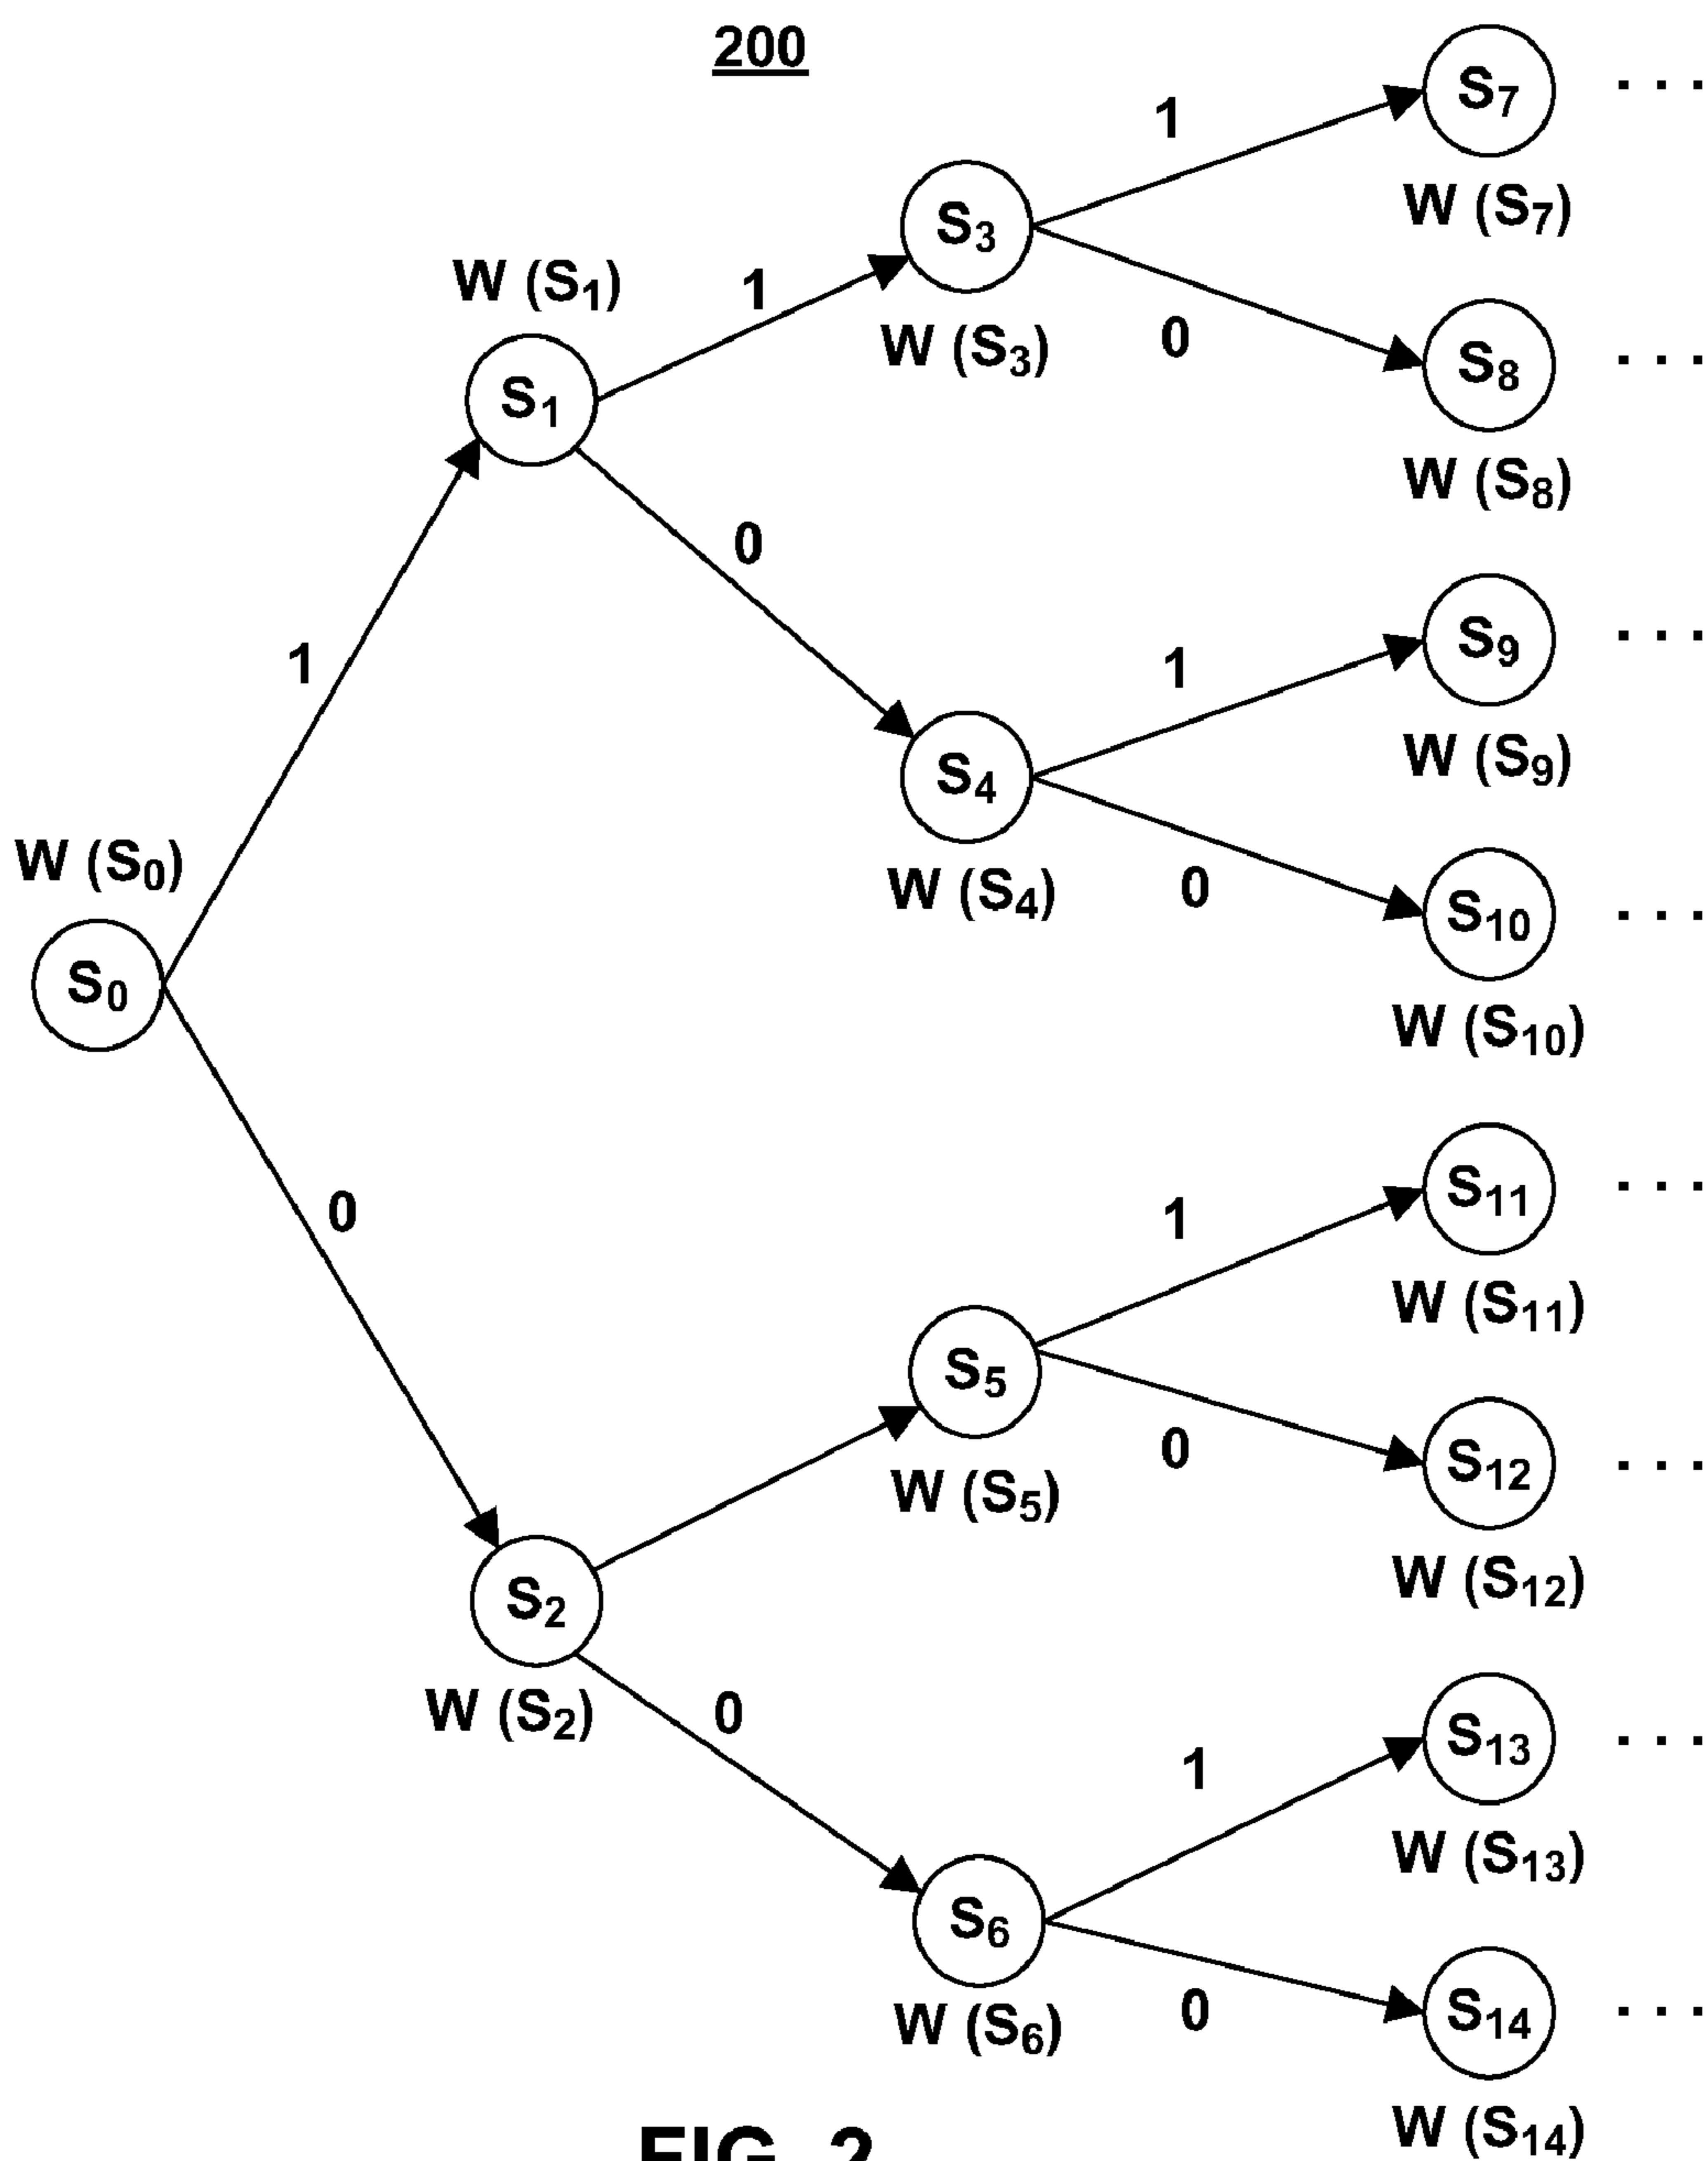 200
S7
1
W (S7)
S3
W (S1)
1
W (S3)
0
S8
S1
W (S8)
0
S9
1
W (S9)
S4
W (S0)
W (S4)
0
S10
1
S0
W (S10)
0
S11
1
W (S11)
S5
0
S12
W (S5)
W (S12)
S2
W (S2)
0
S13
1
W (S13)
S6
W (S6)
0
S14
W (S14)
FIG. 2